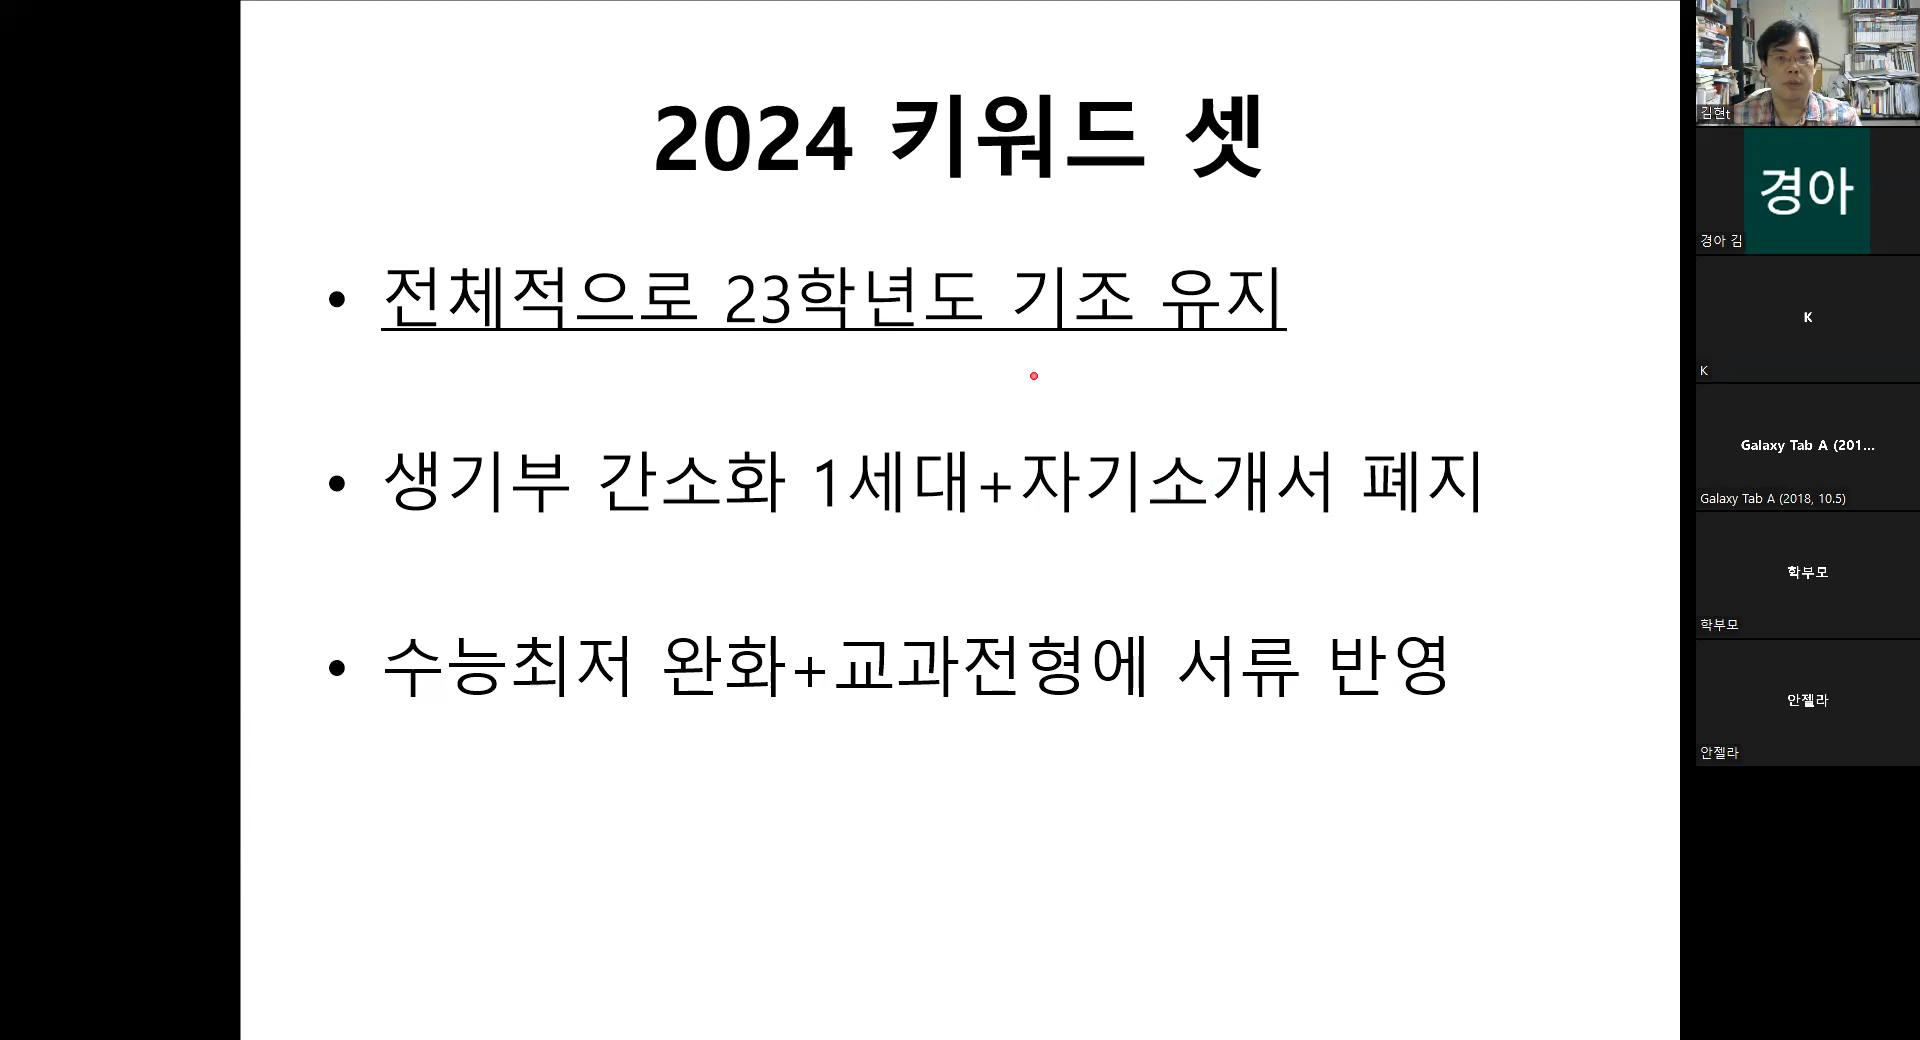 2024 키워드 셋
• 전체적으로 23학년도 기조 유지
• 생기부 간소화 1세대+자기소개서 폐지
• 수능최저 완화+교과전형에 서류 반영
김현t
경아
경아 김
K
K
Galaxy Tab A (201...
Galaxy Tab A (2018, 10.5)
학부모
학부모
안젤라
안젤라